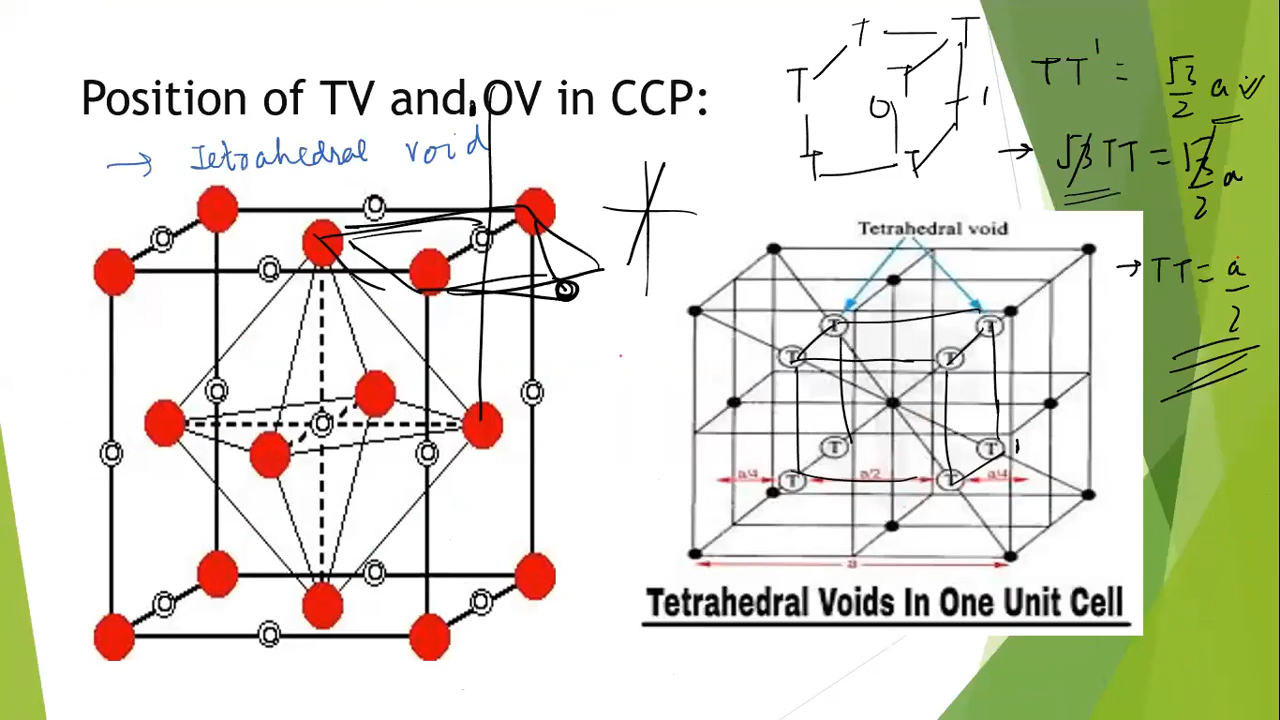 Position of TV and OV in CCP:
→ Tetrahedral void
T — T
T T
O 1
T T
TT' = √3/2 a
→ √3 TT = √3/2 a
→ TT = a/2
Tetrahedral void
T T
T T
T T
a/4 a/2 a/4
T T
a
Tetrahedral Voids In One Unit Cell
O
O O
O
O
O O
O O
O
O O
O